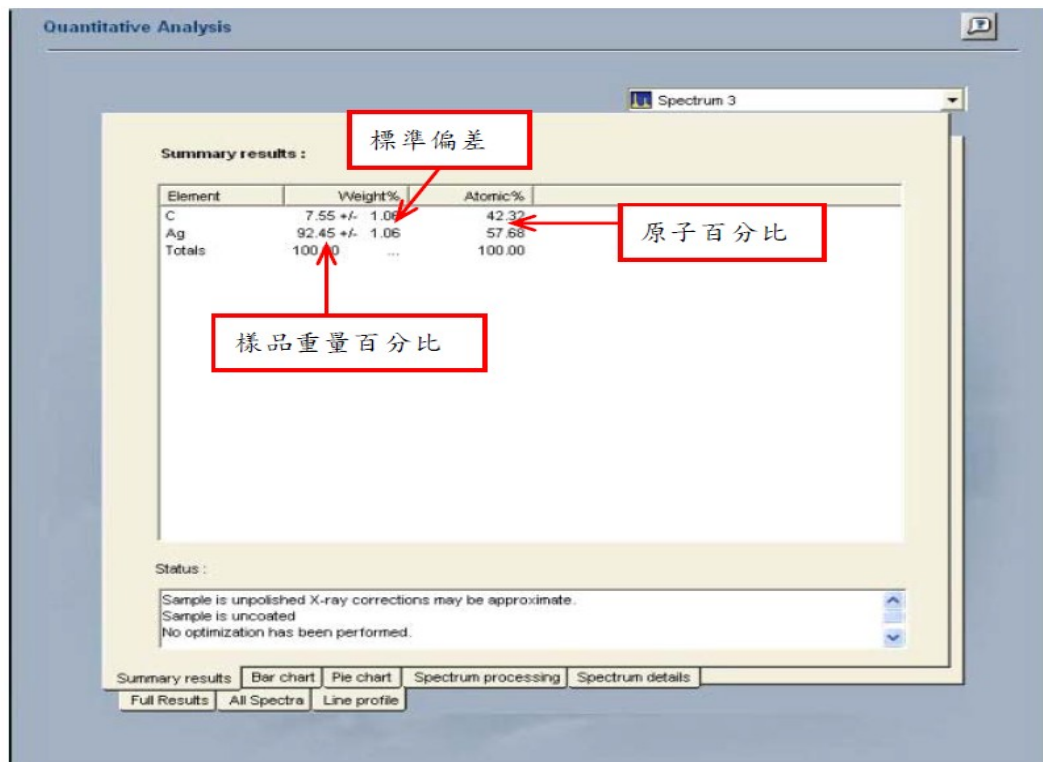 Quantitative Analysis
Spectrum 3
標準偏差
Summary results :
Element Weight% Atomic%
C 7.55 +/- 1.06 42.32
Ag 92.45 +/- 1.06 57.68
Totals 100.00 ... 100.00
原子百分比
樣品重量百分比
Status :
Sample is unpolished X-ray corrections may be approximate.
Sample is uncoated
No optimization has been performed.
Summary results Bar chart Pie chart Spectrum processing Spectrum details
Full Results All Spectra Line profile